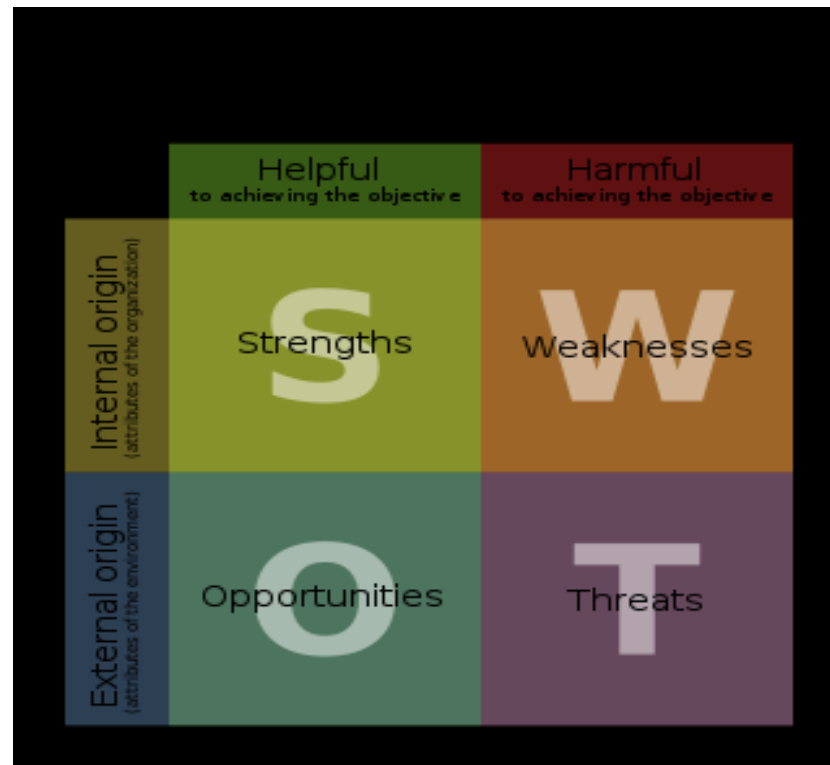 Helpful
to achieving the objective
Harmful
to achieving the objective
Internal origin
(attributes of the organization)
S
Strengths
W
Weaknesses
External origin
(attributes of the environment)
O
Opportunities
T
Threats